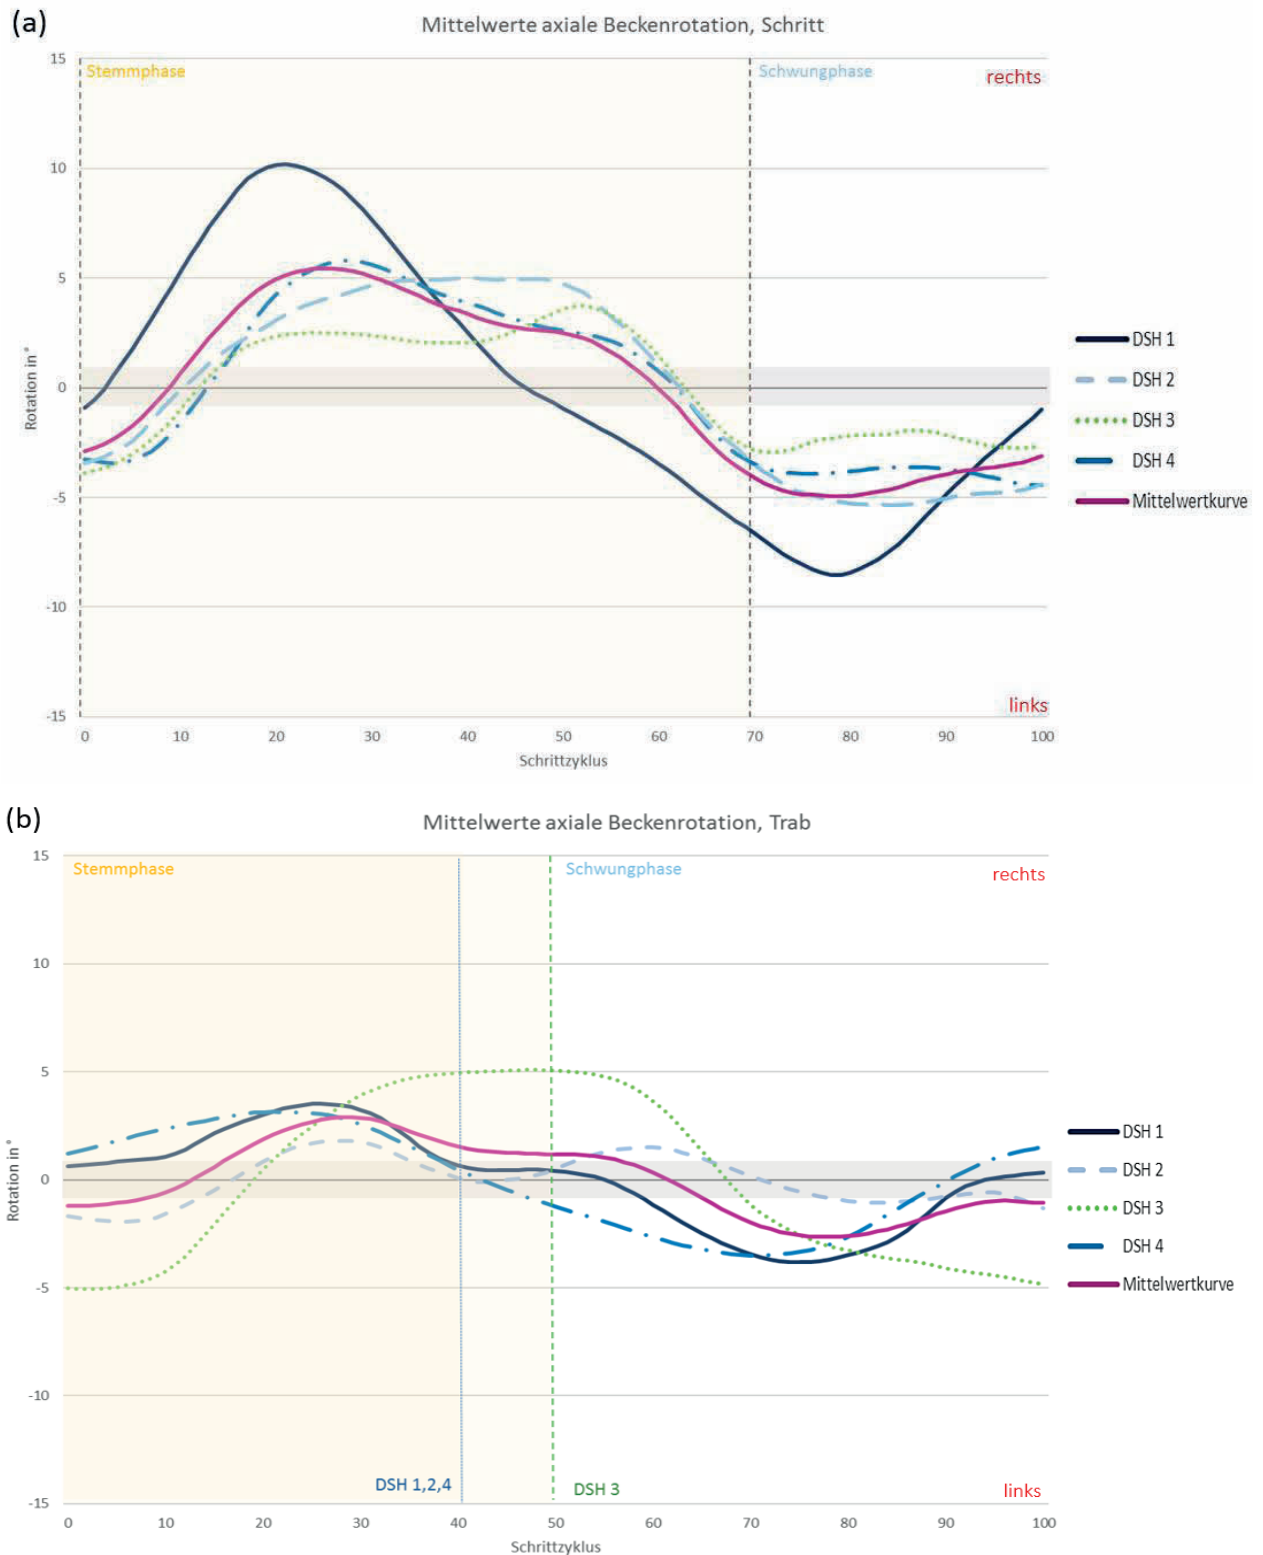 (a)
Mittelwerte axiale Beckenrotation, Schritt
15
Stemmphase
Schwungphase
rechts
10
5
0
-5
-10
-15
Rotation in °
links
0 10 20 30 40 50 60 70 80 90 100
Schrittzyklus
DSH 1
DSH 2
DSH 3
DSH 4
Mittelwertkurve
(b)
Mittelwerte axiale Beckenrotation, Trab
15
Stemmphase
Schwungphase
rechts
10
5
0
-5
-10
-15
Rotation in °
DSH 1,2,4
DSH 3
links
0 10 20 30 40 50 60 70 80 90 100
Schrittzyklus
DSH 1
DSH 2
DSH 3
DSH 4
Mittelwertkurve